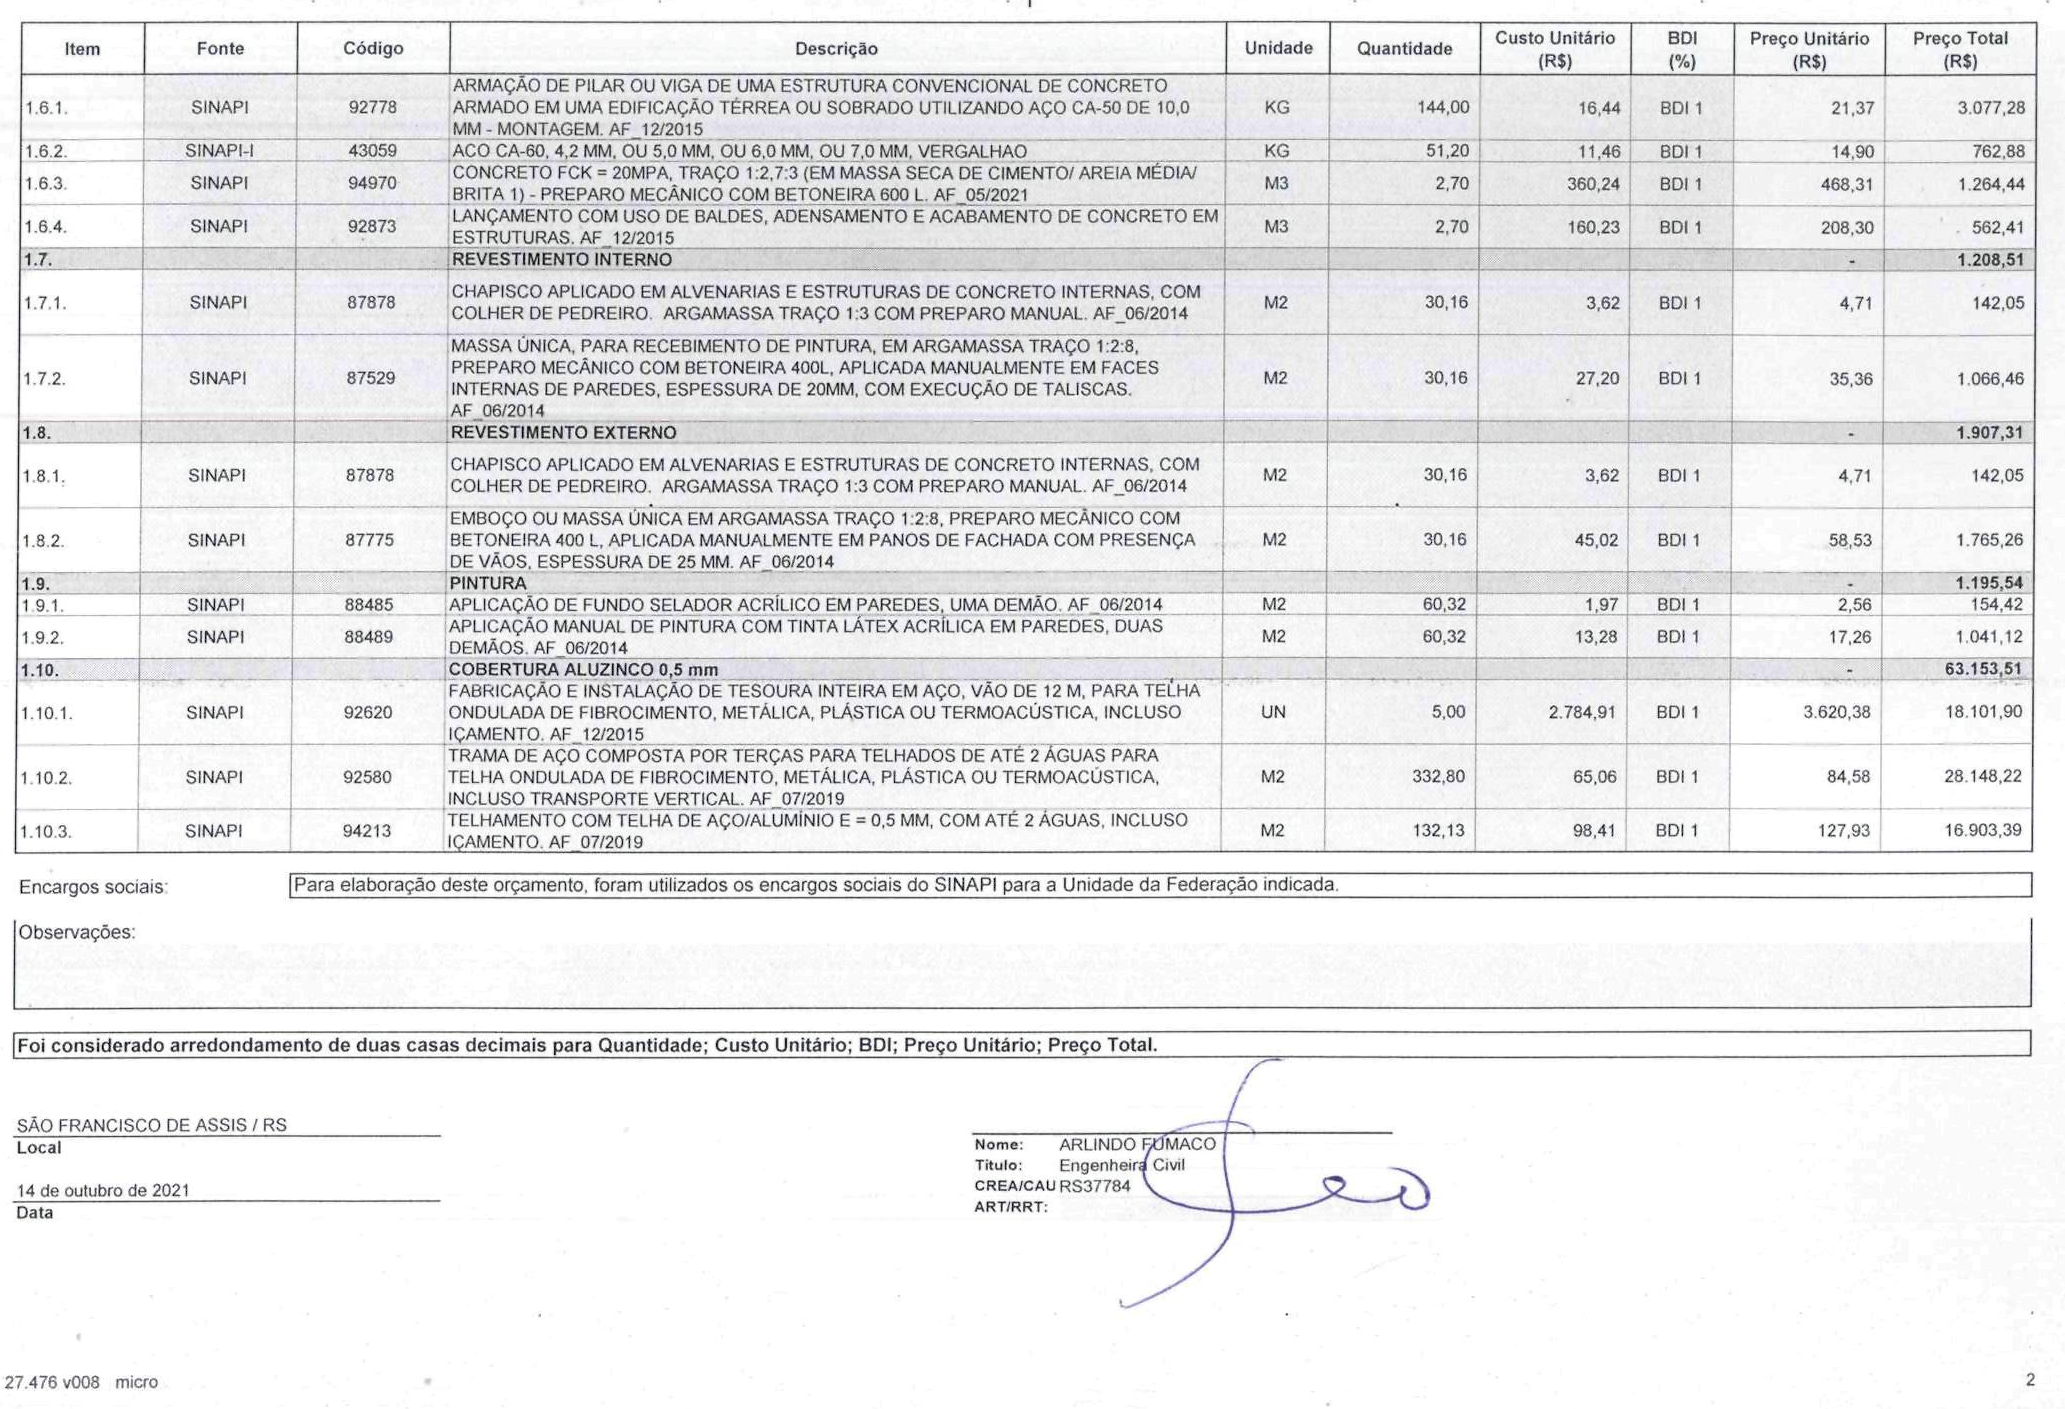 Item Fonte Código Descrição Unidade Quantidade Custo Unitário (R$) BDI (%) Preço Unitário (R$) Preço Total (R$)
ARMAÇÃO DE PILAR OU VIGA DE UMA ESTRUTURA CONVENCIONAL DE CONCRETO
1.6.1. SINAPI 92778 ARMADO EM UMA EDIFICAÇÃO TÉRREA OU SOBRADO UTILIZANDO AÇO CA-50 DE 10,0 KG 144,00 16,44 BDI 1 21,37 3.077,28
MM - MONTAGEM. AF_12/2015
1.6.2. SINAPI-I 43059 ACO CA-60, 4,2 MM, OU 5,0 MM, OU 6,0 MM, OU 7,0 MM, VERGALHAO KG 51,20 11,46 BDI 1 14,90 762,88
1.6.3. SINAPI 94970 CONCRETO FCK = 20MPA, TRAÇO 1:2,7:3 (EM MASSA SECA DE CIMENTO/ AREIA MÉDIA/ M3 2,70 360,24 BDI 1 468,31 1.264,44
BRITA 1) - PREPARO MECÂNICO COM BETONEIRA 600 L. AF_05/2021
1.6.4. SINAPI 92873 LANÇAMENTO COM USO DE BALDES, ADENSAMENTO E ACABAMENTO DE CONCRETO EM M3 2,70 160,23 BDI 1 208,30 562,41
ESTRUTURAS. AF_12/2015
1.7. REVESTIMENTO INTERNO - 1.208,51
1.7.1. SINAPI 87878 CHAPISCO APLICADO EM ALVENARIAS E ESTRUTURAS DE CONCRETO INTERNAS, COM M2 30,16 3,62 BDI 1 4,71 142,05
COLHER DE PEDREIRO. ARGAMASSA TRAÇO 1:3 COM PREPARO MANUAL. AF_06/2014
MASSA ÚNICA, PARA RECEBIMENTO DE PINTURA, EM ARGAMASSA TRAÇO 1:2:8,
1.7.2. SINAPI 87529 PREPARO MECÂNICO COM BETONEIRA 400L, APLICADA MANUALMENTE EM FACES M2 30,16 27,20 BDI 1 35,36 1.066,46
INTERNAS DE PAREDES, ESPESSURA DE 20MM, COM EXECUÇÃO DE TALISCAS.
AF_06/2014
1.8. REVESTIMENTO EXTERNO - 1.907,31
1.8.1. SINAPI 87878 CHAPISCO APLICADO EM ALVENARIAS E ESTRUTURAS DE CONCRETO INTERNAS, COM M2 30,16 3,62 BDI 1 4,71 142,05
COLHER DE PEDREIRO. ARGAMASSA TRAÇO 1:3 COM PREPARO MANUAL. AF_06/2014
EMBOÇO OU MASSA ÚNICA EM ARGAMASSA TRAÇO 1:2:8, PREPARO MECÂNICO COM
1.8.2. SINAPI 87775 BETONEIRA 400 L, APLICADA MANUALMENTE EM PANOS DE FACHADA COM PRESENÇA M2 30,16 45,02 BDI 1 58,53 1.765,26
DE VÃOS, ESPESSURA DE 25 MM. AF_06/2014
1.9. PINTURA - 1.195,54
1.9.1. SINAPI 88485 APLICAÇÃO DE FUNDO SELADOR ACRÍLICO EM PAREDES, UMA DEMÃO. AF_06/2014 M2 60,32 1,97 BDI 1 2,56 154,42
1.9.2. SINAPI 88489 APLICAÇÃO MANUAL DE PINTURA COM TINTA LÁTEX ACRÍLICA EM PAREDES, DUAS M2 60,32 13,28 BDI 1 17,26 1.041,12
DEMÃOS. AF_06/2014
1.10. COBERTURA ALUZINCO 0,5 mm - 63.153,51
FABRICAÇÃO E INSTALAÇÃO DE TESOURA INTEIRA EM AÇO, VÃO DE 12 M, PARA TELHA
1.10.1. SINAPI 92620 ONDULADA DE FIBROCIMENTO, METÁLICA, PLÁSTICA OU TERMOACÚSTICA, INCLUSO UN 5,00 2.784,91 BDI 1 3.620,38 18.101,90
IÇAMENTO. AF_12/2015
TRAMA DE AÇO COMPOSTA POR TERÇAS PARA TELHADOS DE ATÉ 2 ÁGUAS PARA
1.10.2. SINAPI 92580 TELHA ONDULADA DE FIBROCIMENTO, METÁLICA, PLÁSTICA OU TERMOACÚSTICA, M2 332,80 65,06 BDI 1 84,58 28.148,22
INCLUSO TRANSPORTE VERTICAL. AF_07/2019
1.10.3. SINAPI 94213 TELHAMENTO COM TELHA DE AÇO/ALUMÍNIO E = 0,5 MM, COM ATÉ 2 ÁGUAS, INCLUSO M2 132,13 98,41 BDI 1 127,93 16.903,39
IÇAMENTO. AF_07/2019
Encargos sociais: Para elaboração deste orçamento, foram utilizados os encargos sociais do SINAPI para a Unidade da Federação indicada.
Observações:
Foi considerado arredondamento de duas casas decimais para Quantidade; Custo Unitário; BDI; Preço Unitário; Preço Total.
SÃO FRANCISCO DE ASSIS / RS
Local
14 de outubro de 2021
Data
Nome: ARLINDO FUMACO
Título: Engenheira Civil
CREA/CAU RS37784
ART/RRT:
27.476 v008 micro 2